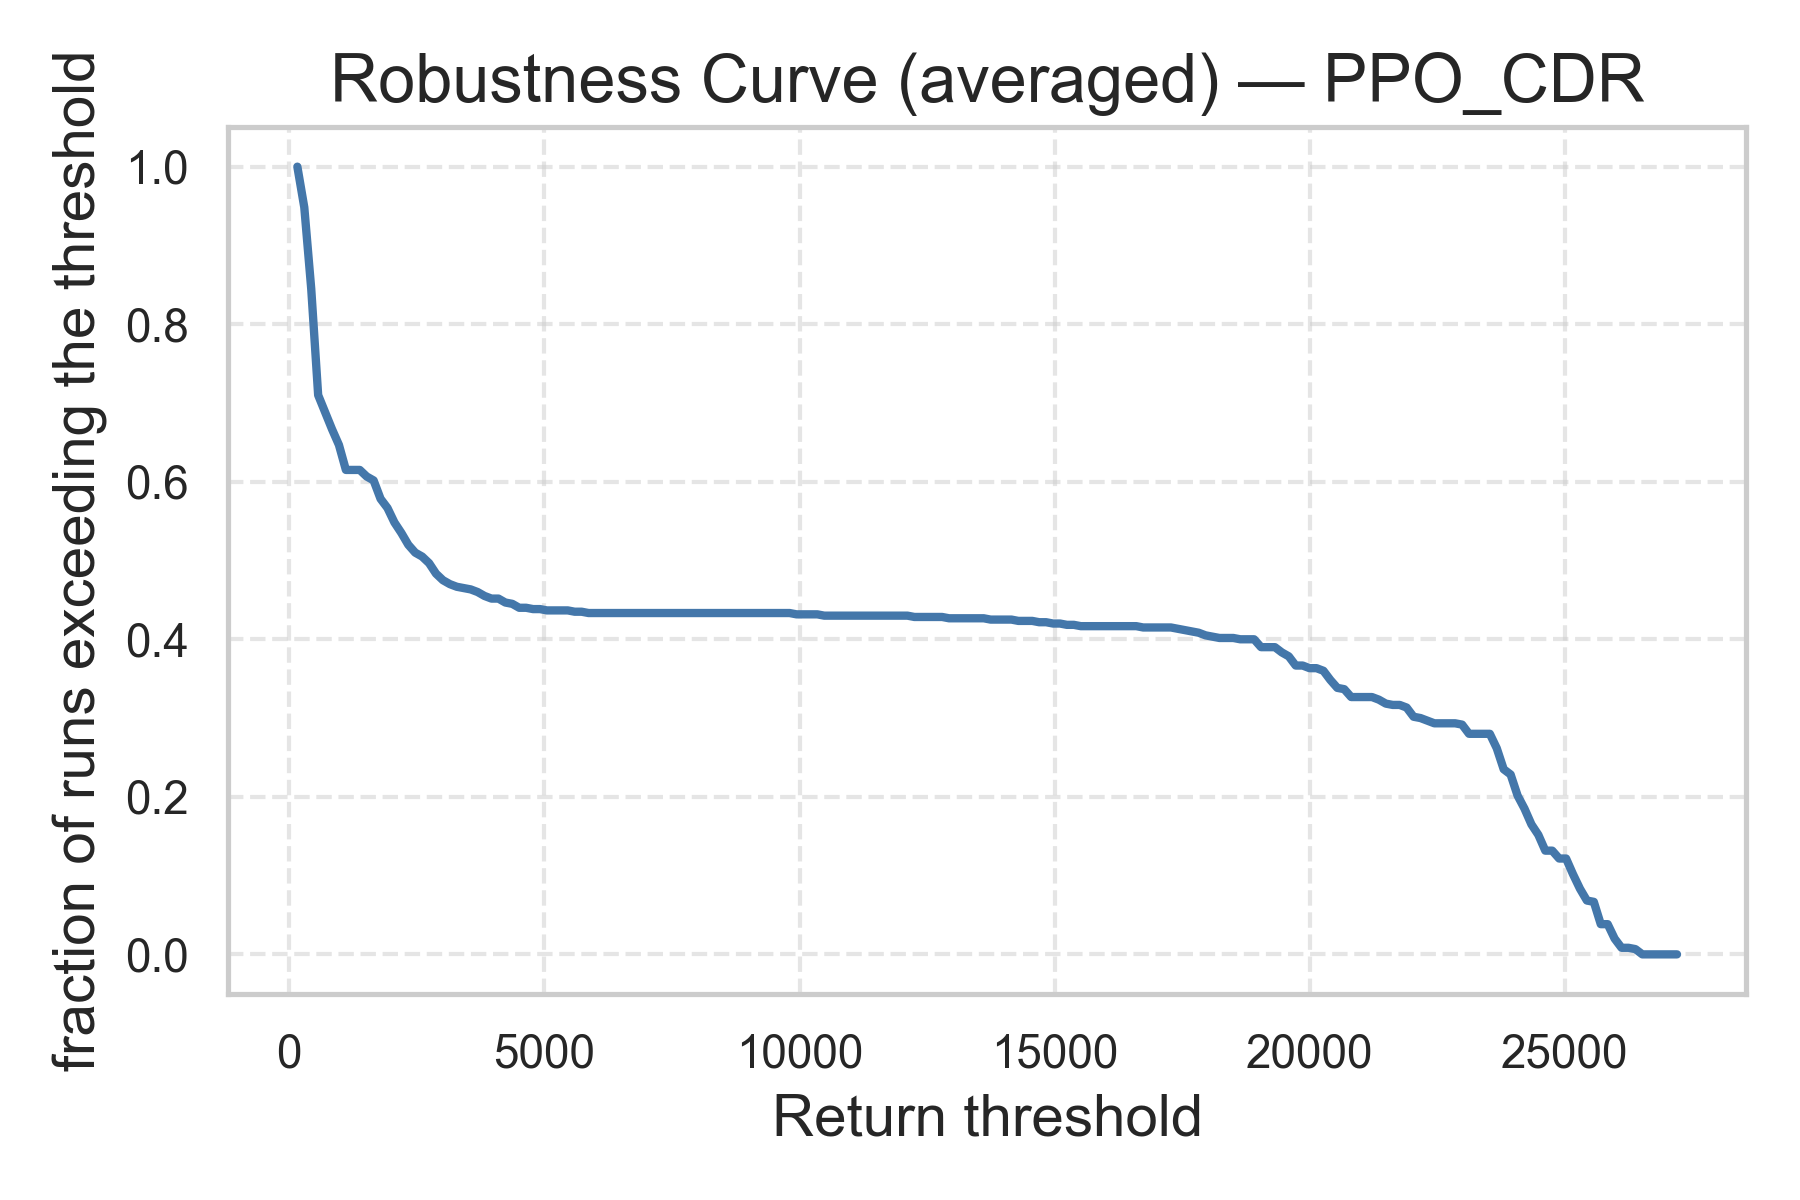 Robustness Curve (averaged) — PPO_CDR
fraction of runs exceeding the threshold
1.0
0.8
0.6
0.4
0.2
0.0
0 5000 10000 15000 20000 25000
Return threshold